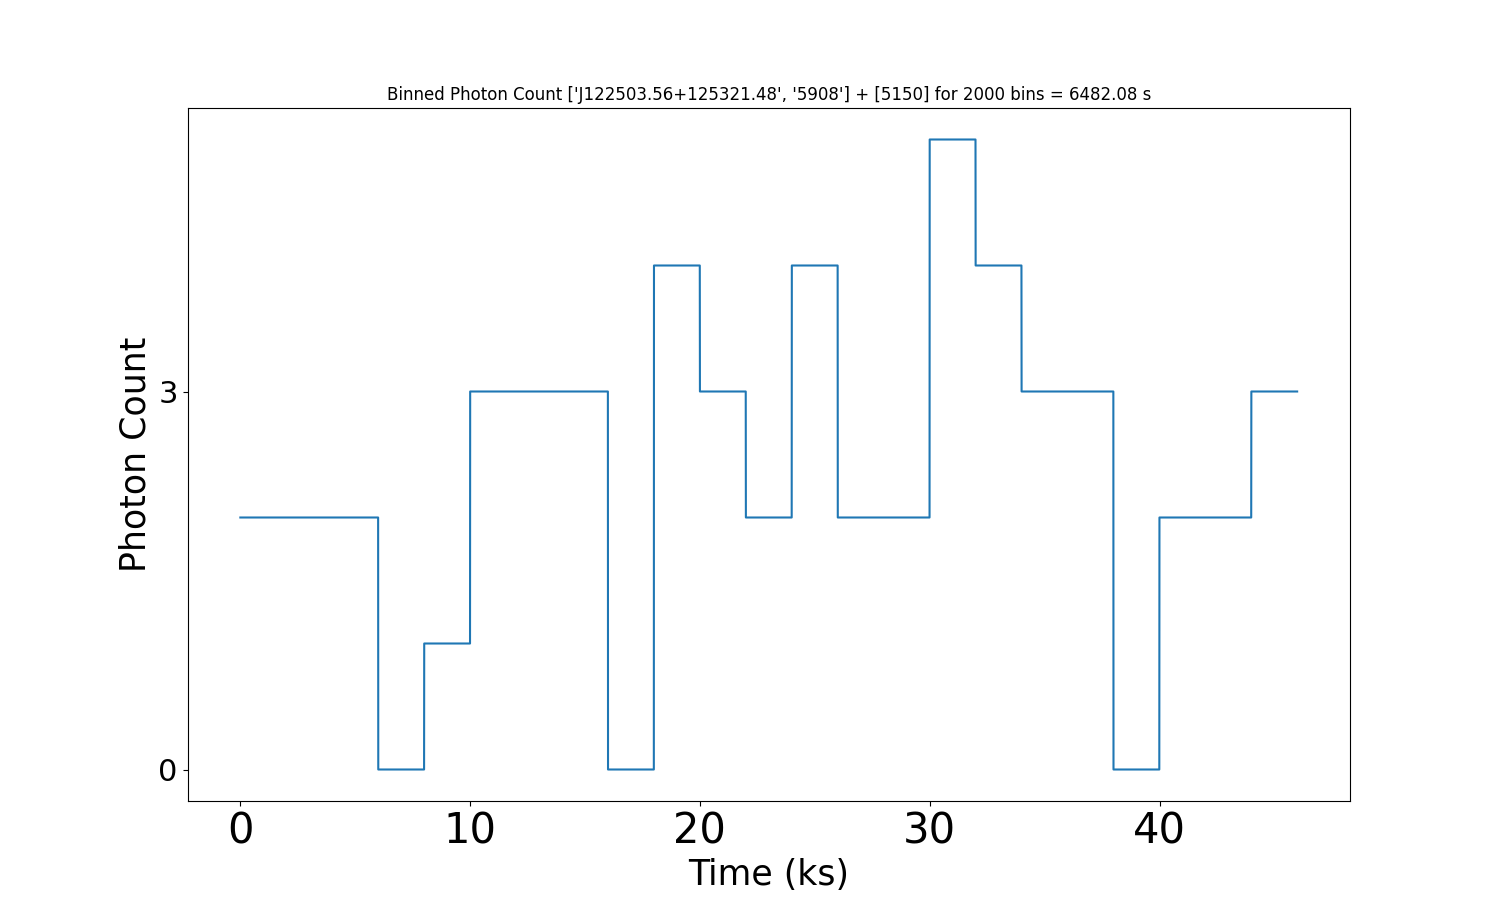 Binned Photon Count ['J122503.56+125321.48', '5908'] + [5150] for 2000 bins = 6482.08 s
Photon Count
3
0
0 10 20 30 40
Time (ks)